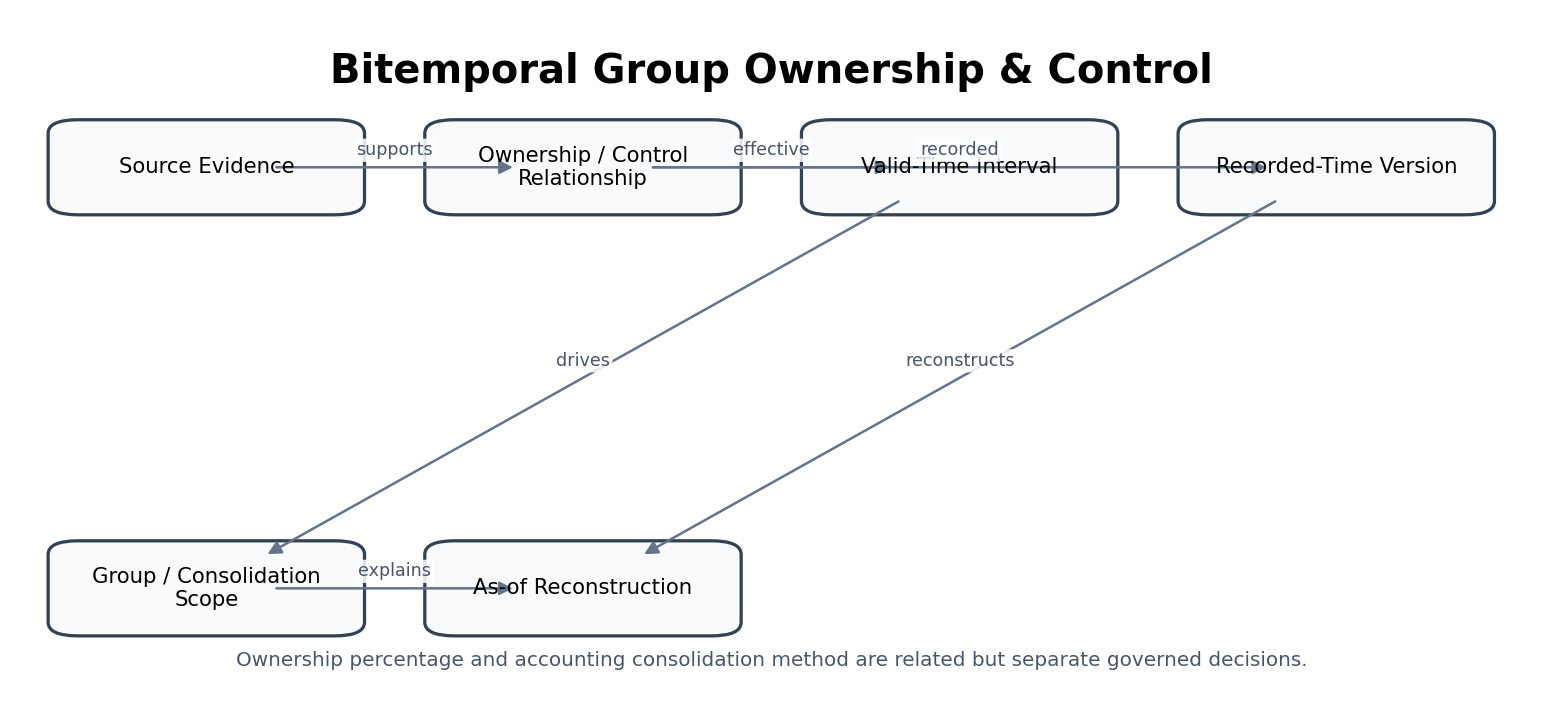 Bitemporal Group Ownership & Control
Source Evidence
supports
Ownership / Control
Relationship
effective
Valid-Time Interval
recorded
Recorded-Time Version
drives
reconstructs
Group / Consolidation
Scope
explains
As-of Reconstruction
Ownership percentage and accounting consolidation method are related but separate governed decisions.